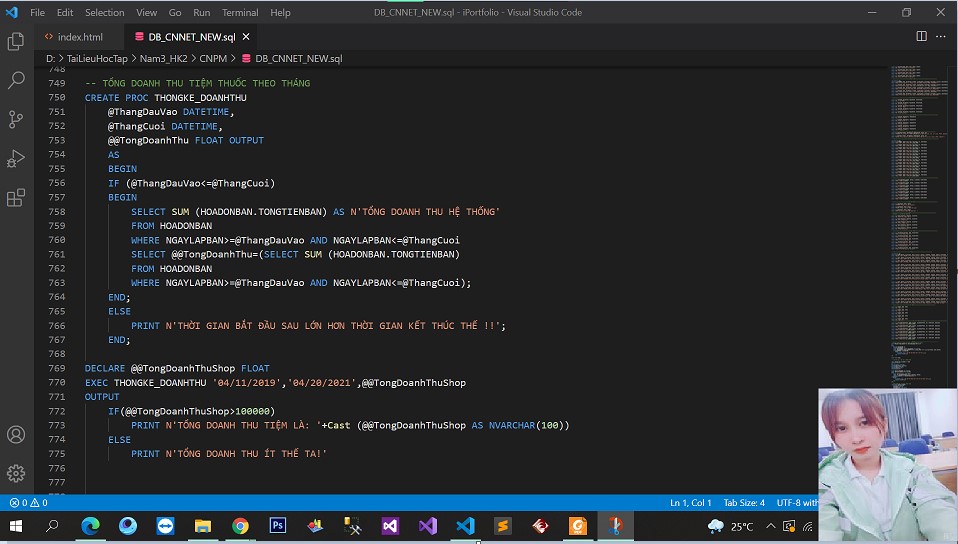 File Edit Selection View Go Run Terminal Help DB_CNNET_NEW.sql - iPortfolio - Visual Studio Code
index.html DB_CNNET_NEW.sql
D: > TaiLieuHocTap > Nam3_HK2 > CNPM > DB_CNNET_NEW.sql
748
749 -- TỔNG DOANH THU TIỆM THUỐC THEO THÁNG
750 CREATE PROC THONGKE_DOANHTHU
751 @ThangDauVao DATETIME,
752 @ThangCuoi DATETIME,
753 @@TongDoanhThu FLOAT OUTPUT
754 AS
755 BEGIN
756 IF (@ThangDauVao<=@ThangCuoi)
757 BEGIN
758 SELECT SUM (HOADONBAN.TONGTIENBAN) AS N'TỔNG DOANH THU HỆ THỐNG'
759 FROM HOADONBAN
760 WHERE NGAYLAPBAN>=@ThangDauVao AND NGAYLAPBAN<=@ThangCuoi
761 SELECT @@TongDoanhThu=(SELECT SUM (HOADONBAN.TONGTIENBAN)
762 FROM HOADONBAN
763 WHERE NGAYLAPBAN>=@ThangDauVao AND NGAYLAPBAN<=@ThangCuoi);
764 END;
765 ELSE
766 PRINT N'THỜI GIAN BẮT ĐẦU SAU LỚN HƠN THỜI GIAN KẾT THÚC THẾ !!';
767 END;
768
769 DECLARE @@TongDoanhThuShop FLOAT
770 EXEC THONGKE_DOANHTHU '04/11/2019','04/20/2021',@@TongDoanhThuShop
771 OUTPUT
772 IF(@@TongDoanhThuShop>100000)
773 PRINT N'TỔNG DOANH THU TIỆM LÀ: '+Cast (@@TongDoanhThuShop AS NVARCHAR(100))
774 ELSE
775 PRINT N'TỔNG DOANH THU ÍT THẾ TA!'
776
777
0 0 Ln 1, Col 1 Tab Size: 4 UTF-8 with
Ps 25°C